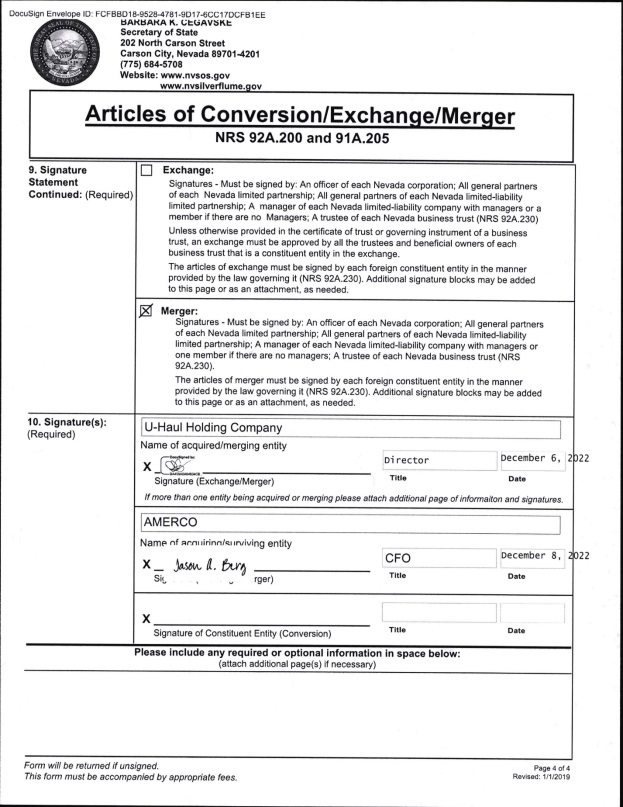 DocuSign Envelope ID: FCFBBD18-9528-4781-9D17-6CC17DCFB1EE
BARBARA K. CEGAVSKE
Secretary of State
202 North Carson Street
Carson City, Nevada 89701-4201
(775) 684-5708
Website: www.nvsos.gov
www.nvsilverflume.gov
Articles of Conversion/Exchange/Merger
NRS 92A.200 and 91A.205
9. Signature
Statement
Continued: (Required)
Exchange:
Signatures - Must be signed by: An officer of each Nevada corporation; All general partners
of each Nevada limited partnership; All general partners of each Nevada limited-liability
limited partnership; A manager of each Nevada limited-liability company with managers or a
member if there are no Managers; A trustee of each Nevada business trust (NRS 92A.230)
Unless otherwise provided in the certificate of trust or governing instrument of a business
trust, an exchange must be approved by all the trustees and beneficial owners of each
business trust that is a constituent entity in the exchange.
The articles of exchange must be signed by each foreign constituent entity in the manner
provided by the law governing it (NRS 92A.230). Additional signature blocks may be added
to this page or as an attachment, as needed.
Merger:
Signatures - Must be signed by: An officer of each Nevada corporation; All general partners
of each Nevada limited partnership; All general partners of each Nevada limited-liability
limited partnership; A manager of each Nevada limited-liability company with managers or
one member if there are no managers; A trustee of each Nevada business trust (NRS
92A.230).
The articles of merger must be signed by each foreign constituent entity in the manner
provided by the law governing it (NRS 92A.230). Additional signature blocks may be added
to this page or as an attachment, as needed.
10. Signature(s):
(Required)
U-Haul Holding Company
Name of acquired/merging entity
X
Director
December 6, 2022
Signature (Exchange/Merger)
Title
Date
If more than one entity being acquired or merging please attach additional page of informaiton and signatures.
AMERCO
Name of acquiring/surviving entity
X Jason A. Berg
CFO
December 8, 2022
Sig rger)
Title
Date
X
Signature of Constituent Entity (Conversion)
Title
Date
Please include any required or optional information in space below:
(attach additional page(s) if necessary)
Form will be returned if unsigned.
This form must be accompanied by appropriate fees.
Page 4 of 4
Revised: 1/1/2019